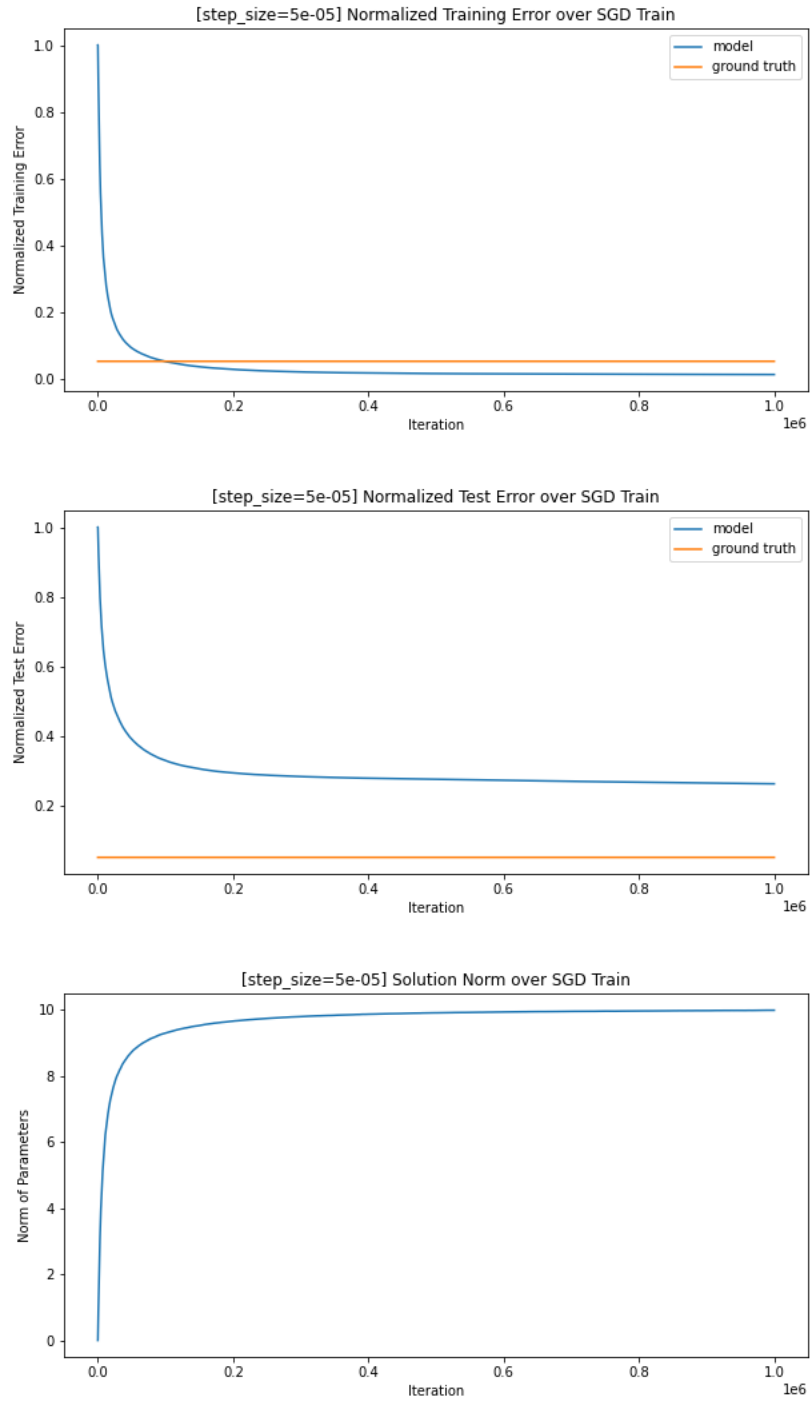 [step_size=5e-05] Normalized Training Error over SGD Train
model
ground truth
Normalized Training Error
1.0
0.8
0.6
0.4
0.2
0.0
0.0 0.2 0.4 0.6 0.8 1.0
1e6
Iteration
[step_size=5e-05] Normalized Test Error over SGD Train
model
ground truth
Normalized Test Error
1.0
0.8
0.6
0.4
0.2
0.0 0.2 0.4 0.6 0.8 1.0
1e6
Iteration
[step_size=5e-05] Solution Norm over SGD Train
Norm of Parameters
10
8
6
4
2
0
0.0 0.2 0.4 0.6 0.8 1.0
1e6
Iteration